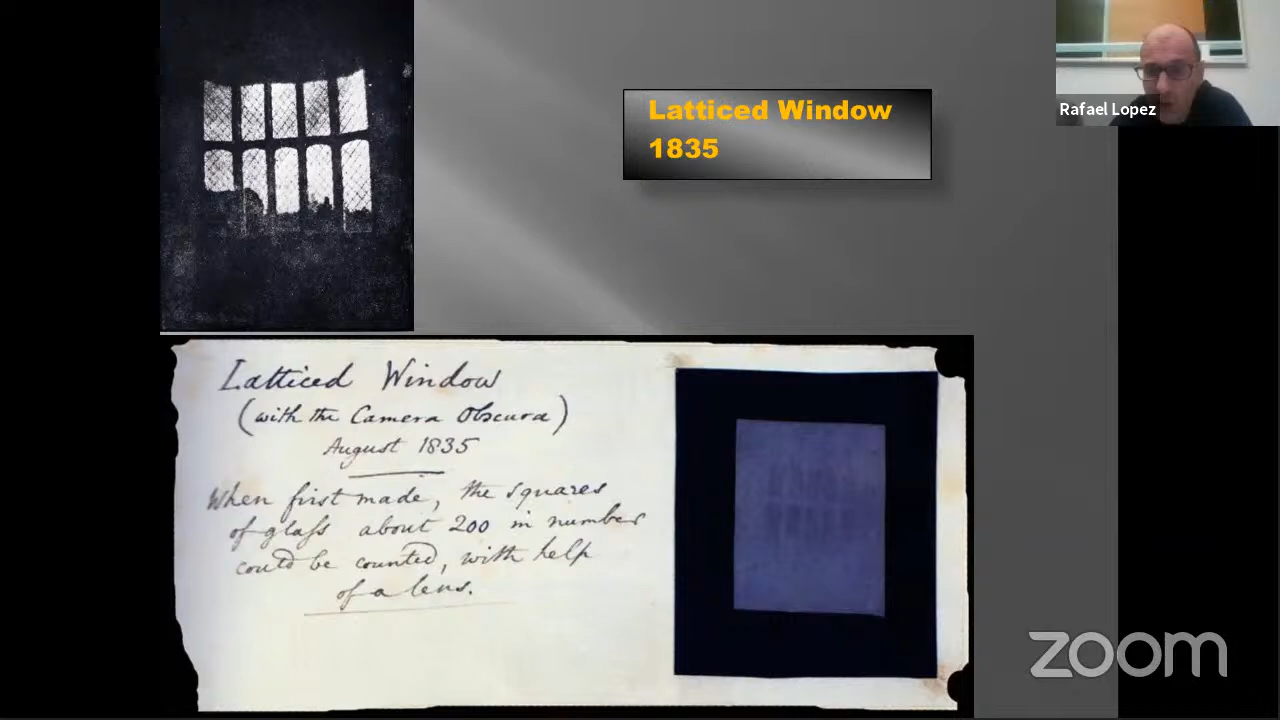 Latticed Window
1835
Rafael Lopez
Latticed Window
(with the Camera Obscura)
August 1835
When first made, the squares
of glass about 200 in number
could be counted, with help
of a lens.
zoom